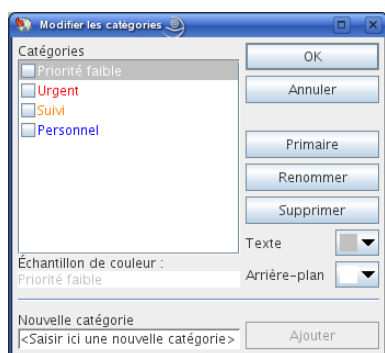 Modifier les catégories
Catégories
Priorité faible
Urgent
Suivi
Personnel
OK
Annuler
Primaire
Renommer
Supprimer
Texte
Arrière-plan
Échantillon de couleur :
Priorité faible
Nouvelle catégorie
<Saisir ici une nouvelle catégorie>
Ajouter